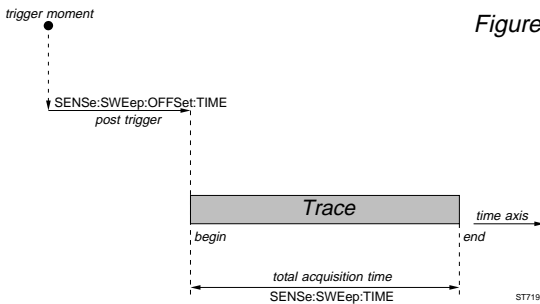 trigger moment
Figure
SENSe:SWEep:OFFSet:TIME
post trigger
Trace
time axis
begin
end
total acquisition time
SENSe:SWEep:TIME
ST719